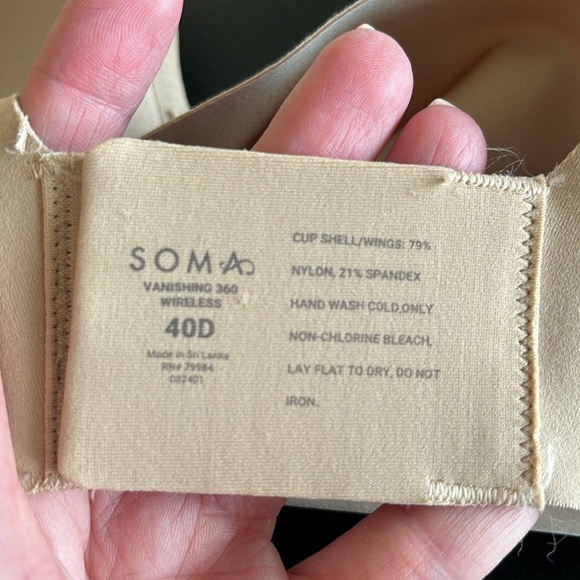 SOMA
VANISHING 360
WIRELESS
40D
Made in Sri Lanka
RN# 79984
082401
CUP SHELL/WINGS: 79%
NYLON, 21% SPANDEX
HAND WASH COLD,ONLY
NON-CHLORINE BLEACH,
LAY FLAT TO DRY, DO NOT
IRON.